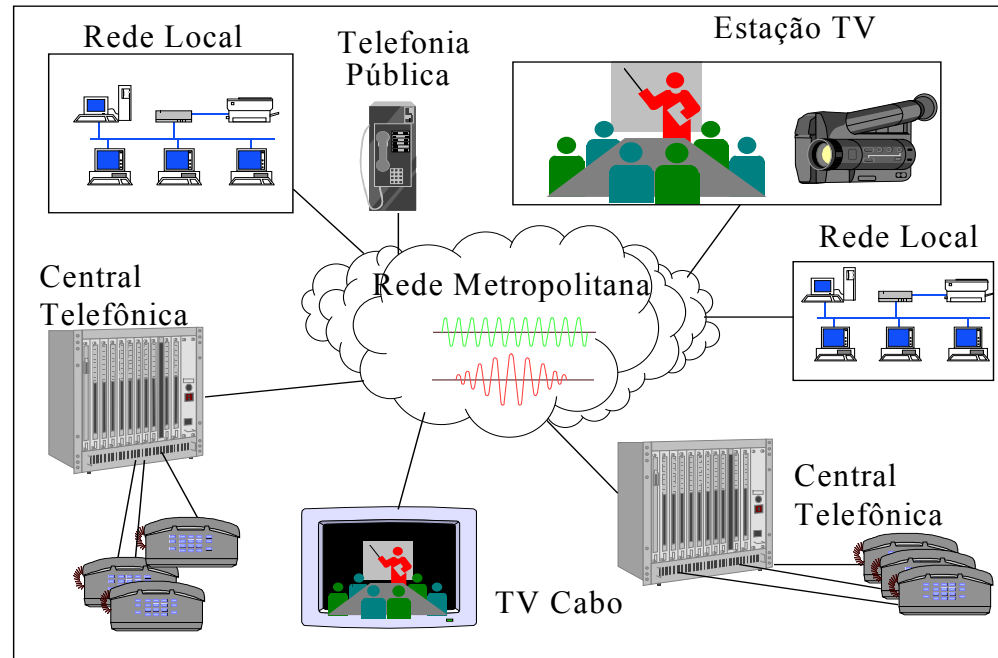 Rede Local
Telefonia
Pública
Estação TV
Rede Local
Central
Telefônica
Rede Metropolitana
Central
Telefônica
TV Cabo